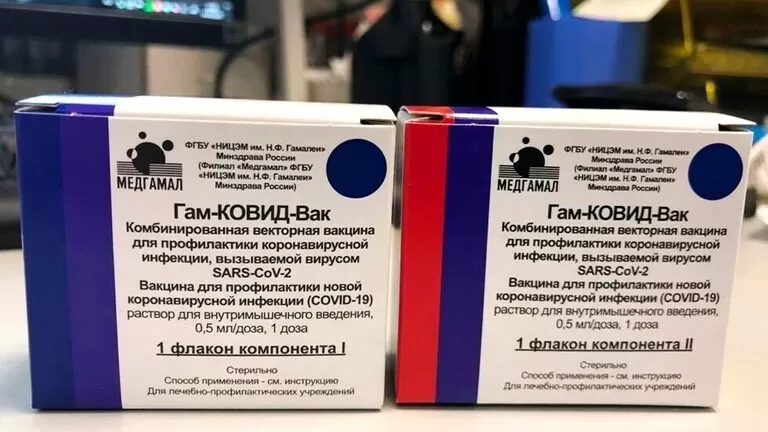 ФГБУ «НИЦЭМ им. Н.Ф. Гамалеи»
Минздрава России
(Филиал «Медгамал» ФГБУ
«НИЦЭМ им. Н.Ф. Гамалеи»
Минздрава России)
МЕДГАМАЛ
Гам-КОВИД-Вак
Комбинированная векторная вакцина
для профилактики коронавирусной
инфекции, вызываемой вирусом
SARS-CoV-2
Вакцина для профилактики новой
коронавирусной инфекции (COVID-19)
раствор для внутримышечного введения,
0,5 мл/доза, 1 доза
1 флакон компонента I
Стерильно
Способ применения - см. инструкцию
Для лечебно-профилактических учреждений
ФГБУ «НИЦЭМ им. Н.Ф. Гамалеи»
Минздрава России
(Филиал «Медгамал» ФГБУ
«НИЦЭМ им. Н.Ф. Гамалеи»
Минздрава России)
МЕДГАМАЛ
Гам-КОВИД-Вак
Комбинированная векторная вакцина
для профилактики коронавирусной
инфекции, вызываемой вирусом
SARS-CoV-2
Вакцина для профилактики новой
коронавирусной инфекции (COVID-19)
раствор для внутримышечного введения,
0,5 мл/доза, 1 доза
1 флакон компонента II
Стерильно
Способ применения - см. инструкцию
Для лечебно-профилактических учреждений